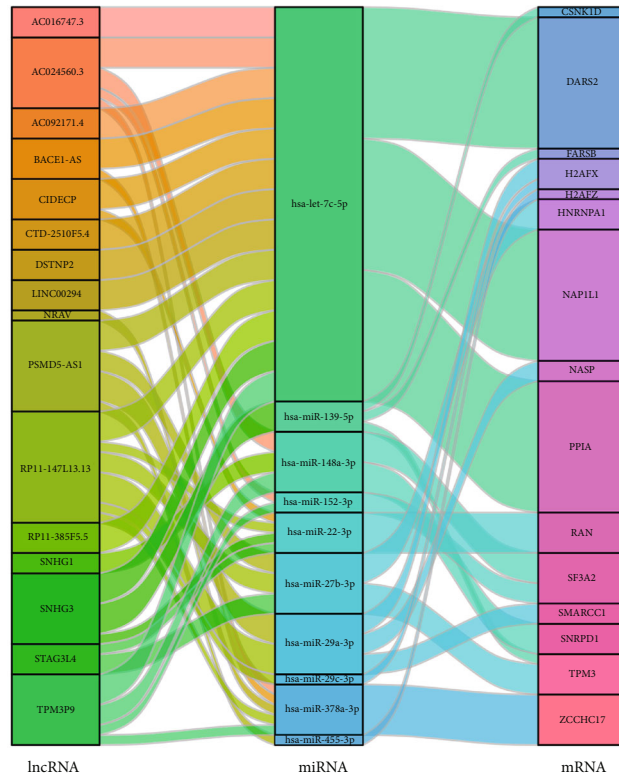 AC016747.3
AC024560.3
AC092171.4
BACE1-AS
CIDECP
CTD-2510F5.4
DSTNP2
LINC00294
NRAV
PSMD5-AS1
RP11-147L13.13
RP11-385F5.5
SNHG1
SNHG3
STAG3L4
TPM3P9
lncRNA
hsa-let-7c-5p
hsa-miR-139-5p
hsa-miR-148a-3p
hsa-miR-152-3p
hsa-miR-22-3p
hsa-miR-27b-3p
hsa-miR-29a-3p
hsa-miR-29c-3p
hsa-miR-378a-3p
hsa-miR-455-3p
miRNA
CSNK1D
DARS2
FARSB
H2AFX
H2AFZ
HNRNPA1
NAP1L1
NASP
PPIA
RAN
SF3A2
SMARCC1
SNRPD1
TPM3
ZCCHC17
mRNA